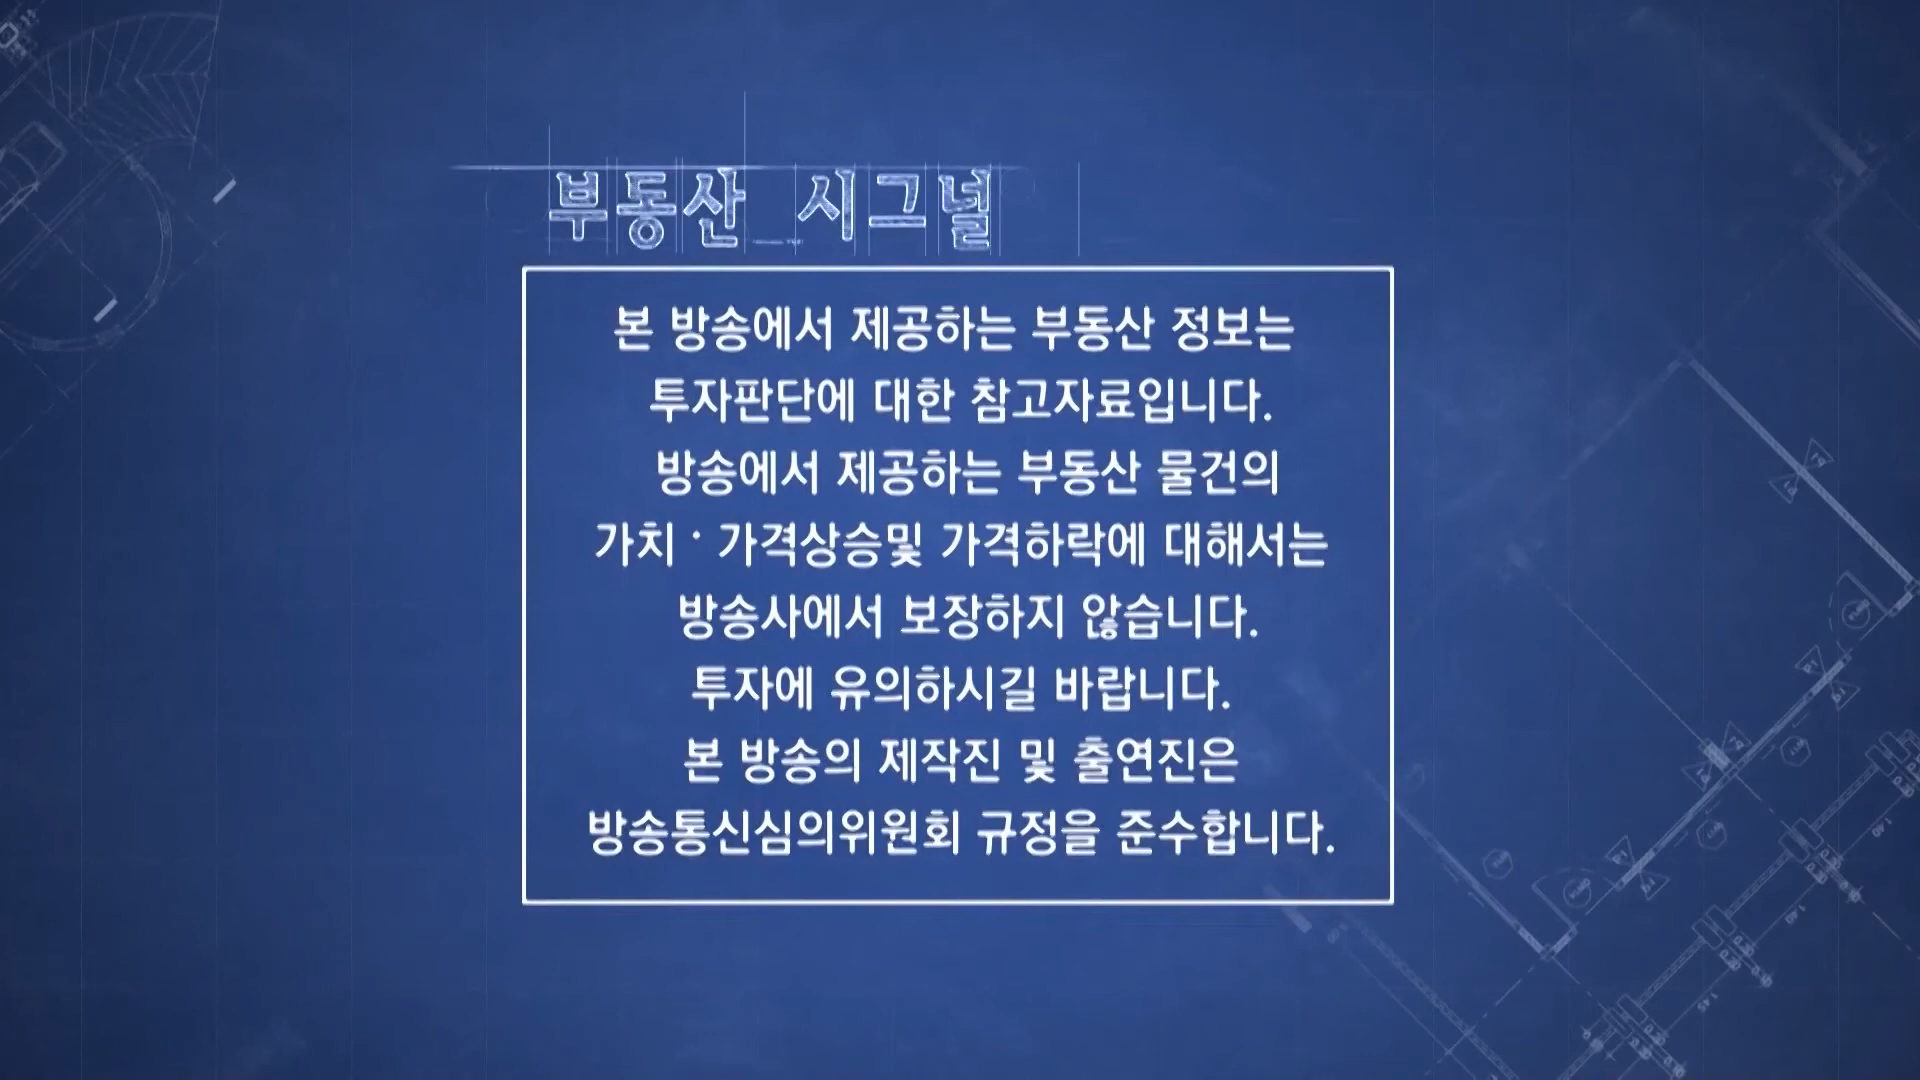 부동산 시그널
본 방송에서 제공하는 부동산 정보는
투자판단에 대한 참고자료입니다.
방송에서 제공하는 부동산 물건의
가치ㆍ가격상승및 가격하락에 대해서는
방송사에서 보장하지 않습니다.
투자에 유의하시길 바랍니다.
본 방송의 제작진 및 출연진은
방송통신심의위원회 규정을 준수합니다.